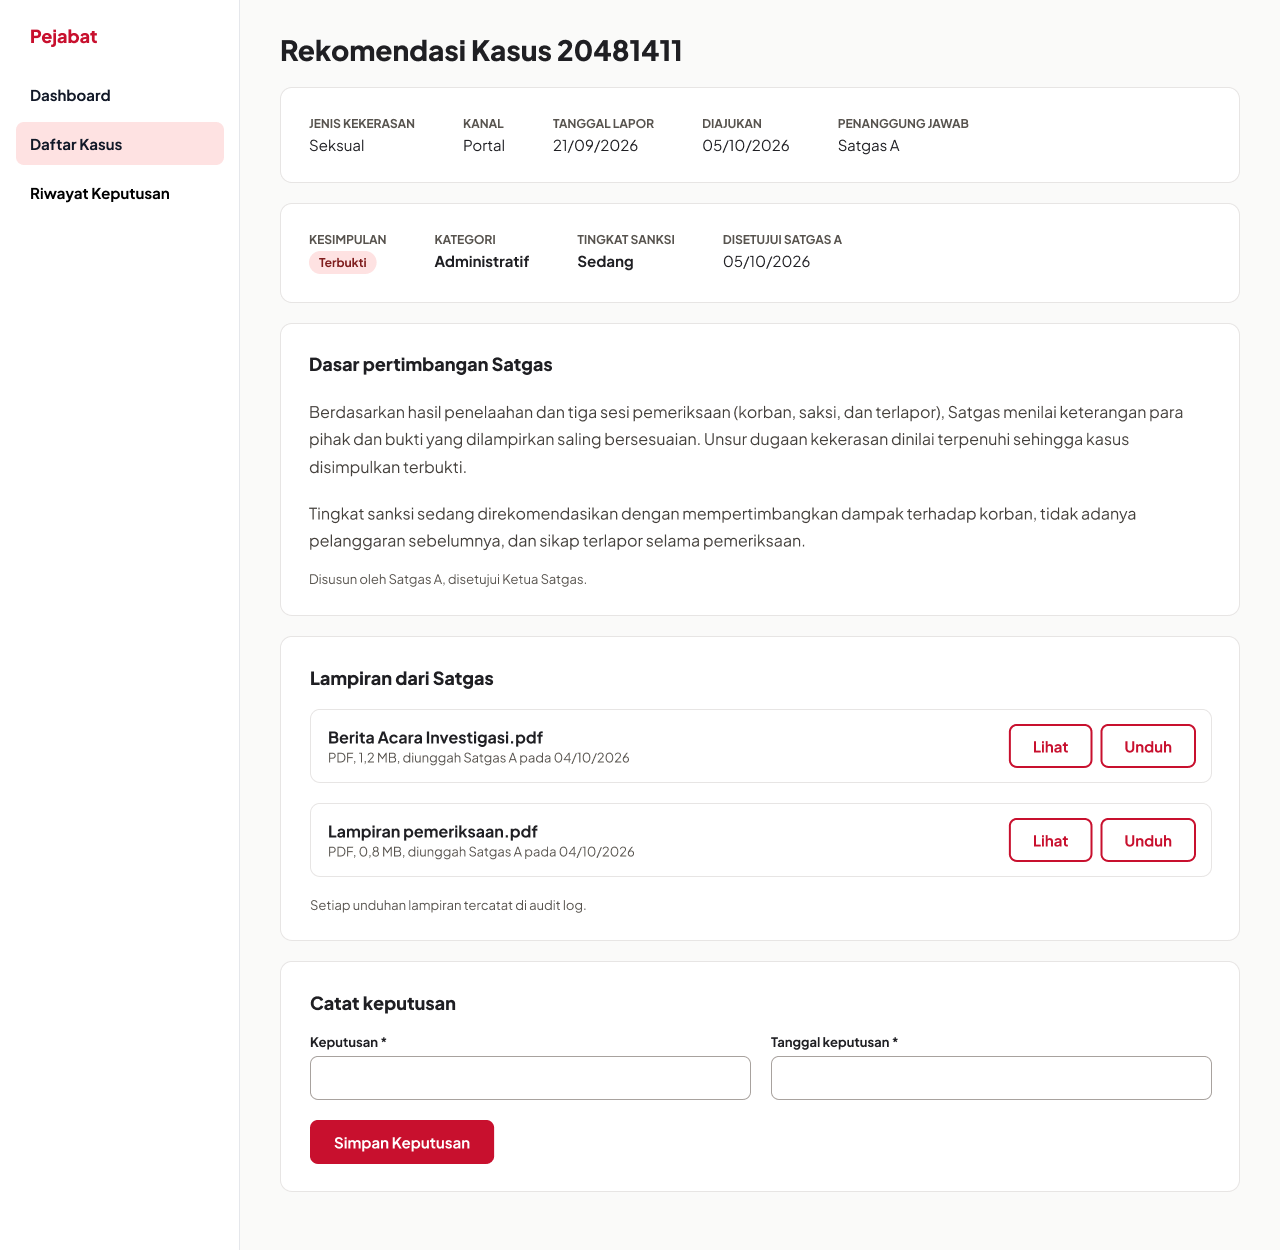 Pejabat
Dashboard
Daftar Kasus
Riwayat Keputusan
Rekomendasi Kasus 20481411
JENIS KEKERASAN KANAL TANGGAL LAPOR DIAJUKAN PENANGGUNG JAWAB
Seksual Portal 21/09/2026 05/10/2026 Satgas A
KESIMPULAN KATEGORI TINGKAT SANKSI DISETUJUI SATGAS A
Terbukti Administratif Sedang 05/10/2026
Dasar pertimbangan Satgas
Berdasarkan hasil penelaahan dan tiga sesi pemeriksaan (korban, saksi, dan terlapor), Satgas menilai keterangan para
pihak dan bukti yang dilampirkan saling bersesuaian. Unsur dugaan kekerasan dinilai terpenuhi sehingga kasus
disimpulkan terbukti.
Tingkat sanksi sedang direkomendasikan dengan mempertimbangkan dampak terhadap korban, tidak adanya
pelanggaran sebelumnya, dan sikap terlapor selama pemeriksaan.
Disusun oleh Satgas A, disetujui Ketua Satgas.
Lampiran dari Satgas
Berita Acara Investigasi.pdf
PDF, 1,2 MB, diunggah Satgas A pada 04/10/2026
Lihat Unduh
Lampiran pemeriksaan.pdf
PDF, 0,8 MB, diunggah Satgas A pada 04/10/2026
Lihat Unduh
Setiap unduhan lampiran tercatat di audit log.
Catat keputusan
Keputusan * Tanggal keputusan *
Simpan Keputusan